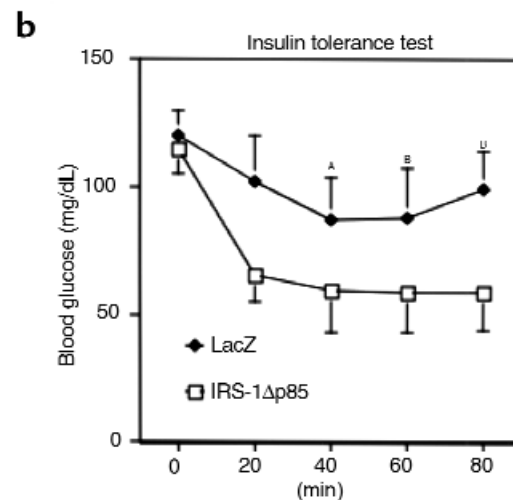 b
Insulin tolerance test
150
100
50
0
Blood glucose (mg/dL)
A
B
LacZ
IRS-1Δp85
0 20 40 60 80
(min)